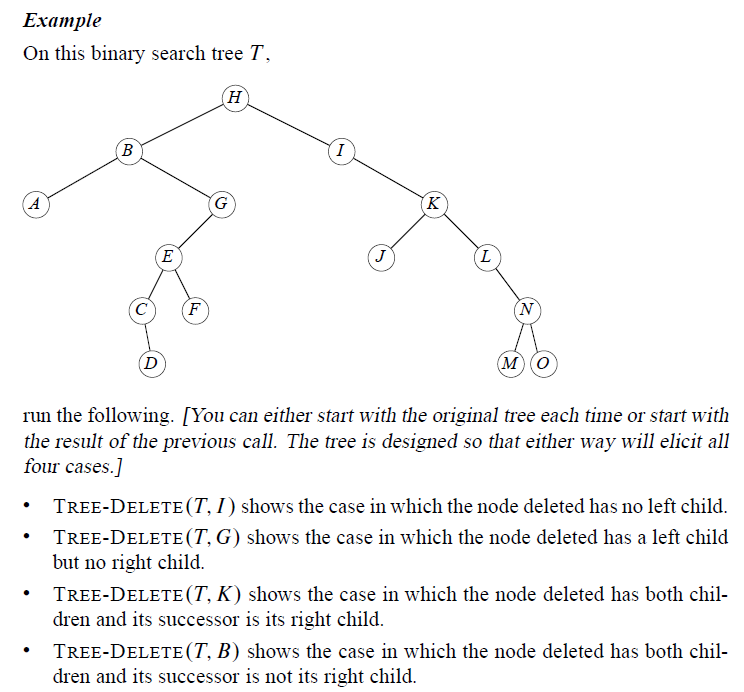 Example
On this binary search tree T,
H
B I
A G K
E J L
C F N
D M O
run the following. [You can either start with the original tree each time or start with
the result of the previous call. The tree is designed so that either way will elicit all
four cases.]
• TREE-DELETE(T, I) shows the case in which the node deleted has no left child.
• TREE-DELETE(T, G) shows the case in which the node deleted has a left child
but no right child.
• TREE-DELETE(T, K) shows the case in which the node deleted has both chil-
dren and its successor is its right child.
• TREE-DELETE(T, B) shows the case in which the node deleted has both chil-
dren and its successor is not its right child.